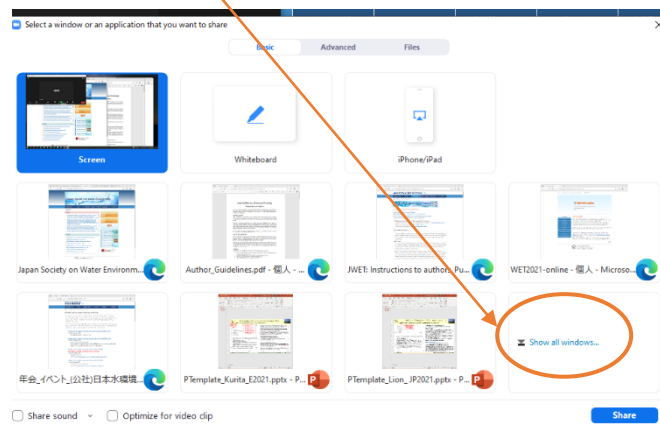 Select a window or an application that you want to share
Basic Advanced Files
Screen
Whiteboard
iPhone/iPad
Japan Society on Water Environm...
Author_Guidelines.pdf - 個人 - ...
JWET: Instructions to authors, Pu...
WET2021-online - 個人 - Microso...
年会_イベント_(公社)日本水環境...
PTemplate_Kurita_E2021.pptx - P...
PTemplate_Lion_JP2021.pptx - P...
Show all windows...
Share sound
Optimize for video clip
Share